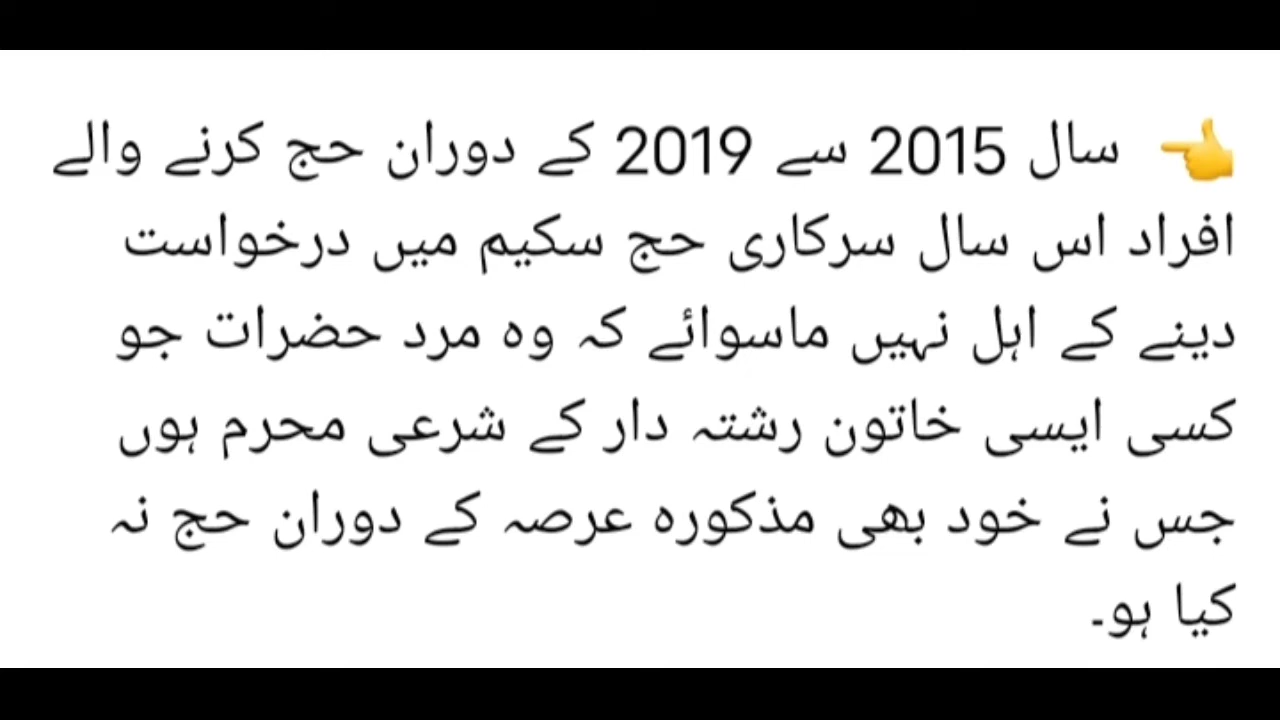 👈 سال 2015 سے 2019 کے دوران حج کرنے والے
افراد اس سال سرکاری حج سکیم میں درخواست
دینے کے اہل نہیں ماسوائے کہ وہ مرد حضرات جو
کسی ایسی خاتون رشتہ دار کے شرعی محرم ہوں
جس نے خود بھی مذکورہ عرصہ کے دوران حج نہ
کیا ہو۔